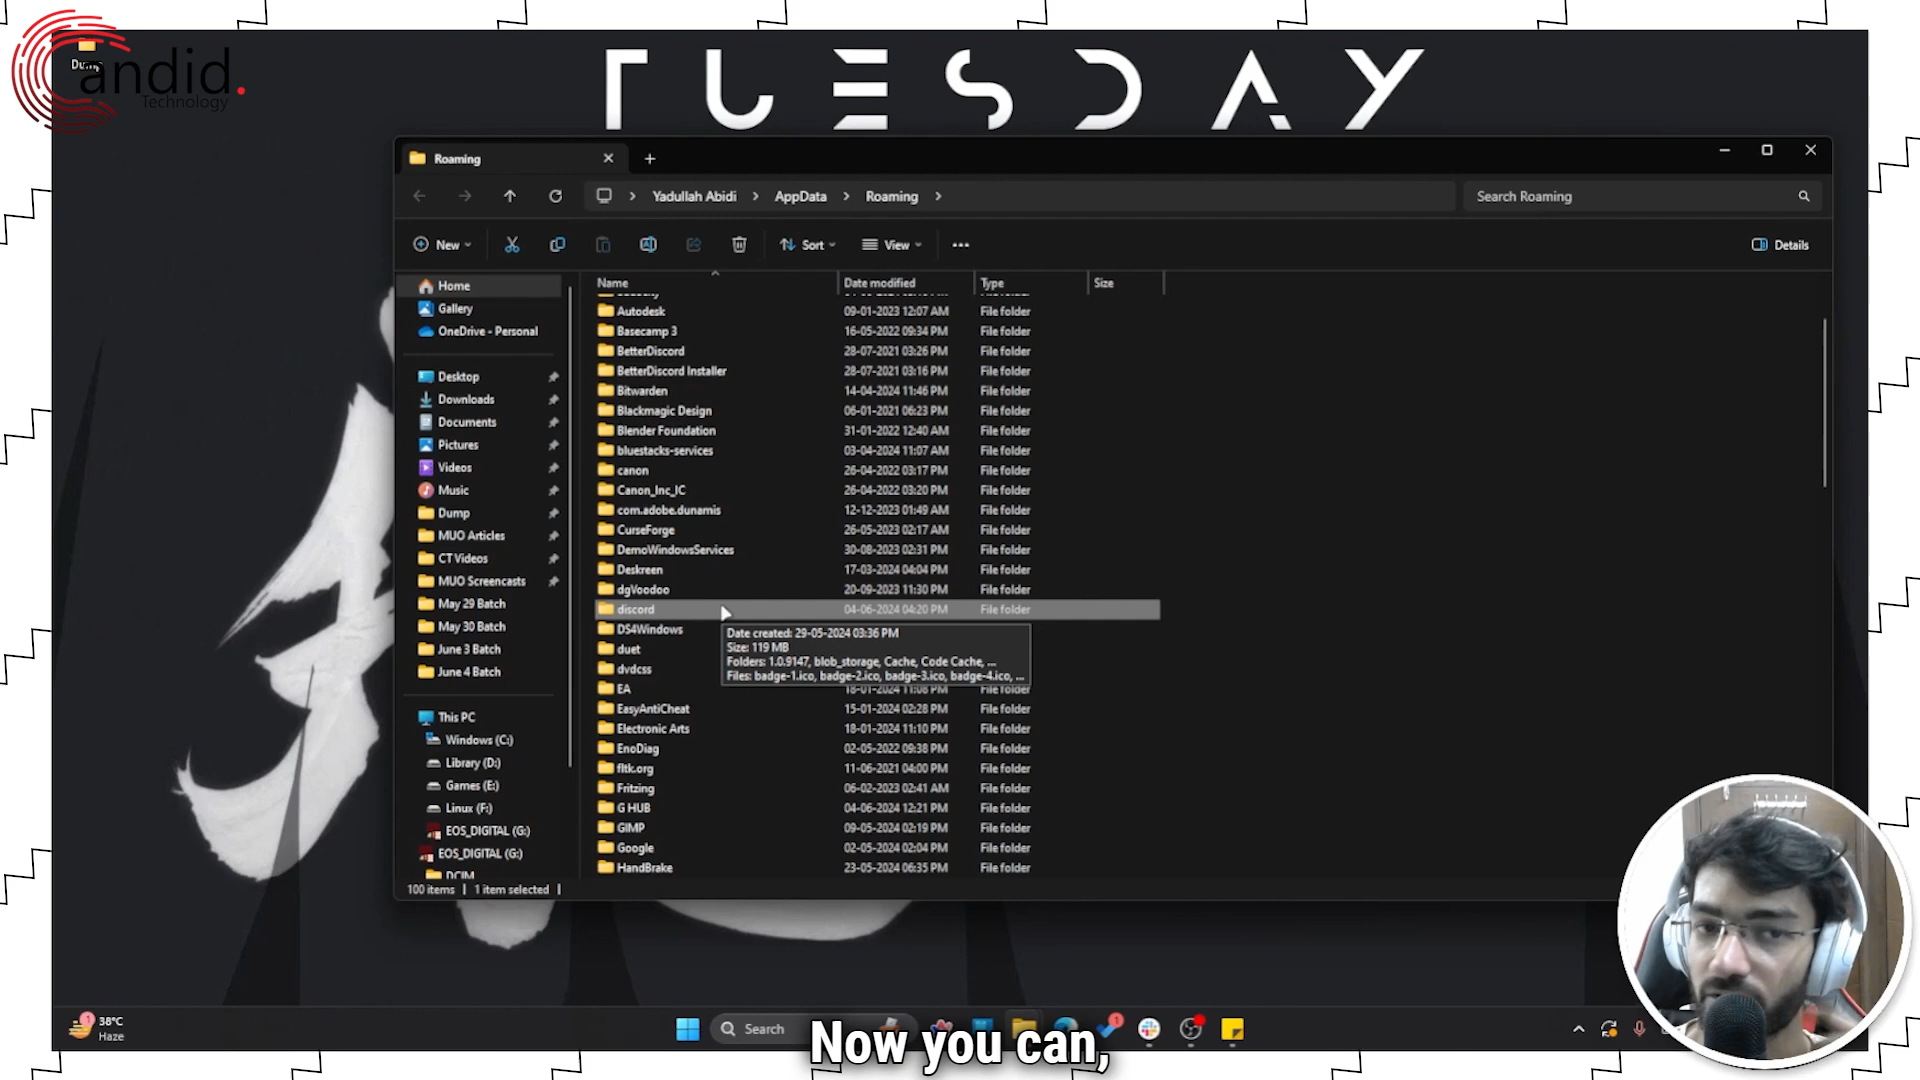 Dump
andid.
Technology
TUESDAY
Roaming
Yadullah Abidi
AppData
Roaming
Search Roaming
New
Sort
View
Details
Home
Gallery
OneDrive - Personal
Desktop
Downloads
Documents
Pictures
Videos
Music
Dump
MUO Articles
CT Videos
MUO Screencasts
May 29 Batch
May 30 Batch
June 3 Batch
June 4 Batch
This PC
Windows (C:)
Library (D:)
Games (E:)
Linux (F:)
EOS_DIGITAL (G:)
EOS_DIGITAL (G:)
DCIM
Name Date modified Type Size
Autodesk 09-01-2023 12:07 AM File folder
Basecamp 3 16-05-2022 09:34 PM File folder
BetterDiscord 28-07-2021 03:26 PM File folder
BetterDiscord Installer 28-07-2021 03:16 PM File folder
Bitwarden 14-04-2024 11:46 PM File folder
Blackmagic Design 06-01-2021 06:23 PM File folder
Blender Foundation 31-01-2022 12:40 AM File folder
bluestacks-services 03-04-2024 11:07 AM File folder
canon 26-04-2022 03:17 PM File folder
Canon_Inc_IC 26-04-2022 03:20 PM File folder
com.adobe.dunamis 12-12-2023 01:49 AM File folder
CurseForge 26-05-2023 02:17 AM File folder
DemoWindowsServices 30-08-2023 02:31 PM File folder
Deskreen 17-03-2024 04:04 PM File folder
dgVoodoo 20-09-2023 11:30 PM File folder
discord 04-06-2024 04:20 PM File folder
DS4Windows
duet
dvdcss
Date created: 29-05-2024 03:36 PM
Size: 119 MB
Folders: 1.0.9147, blob_storage, Cache, Code Cache, ...
Files: badge-1.ico, badge-2.ico, badge-3.ico, badge-4.ico, ...
EA 18-01-2024 11:08 PM File folder
EasyAntiCheat 15-01-2024 02:28 PM File folder
Electronic Arts 18-01-2024 11:10 PM File folder
EnoDiag 02-05-2022 09:38 PM File folder
fltk.org 11-06-2021 04:00 PM File folder
Fritzing 06-02-2023 02:41 AM File folder
G HUB 04-06-2024 12:21 PM File folder
GIMP 09-05-2024 02:19 PM File folder
Google 02-05-2024 02:04 PM File folder
HandBrake 23-05-2024 06:35 PM File folder
100 items 1 item selected
1
38°C
Haze
Search
1
Now you can,